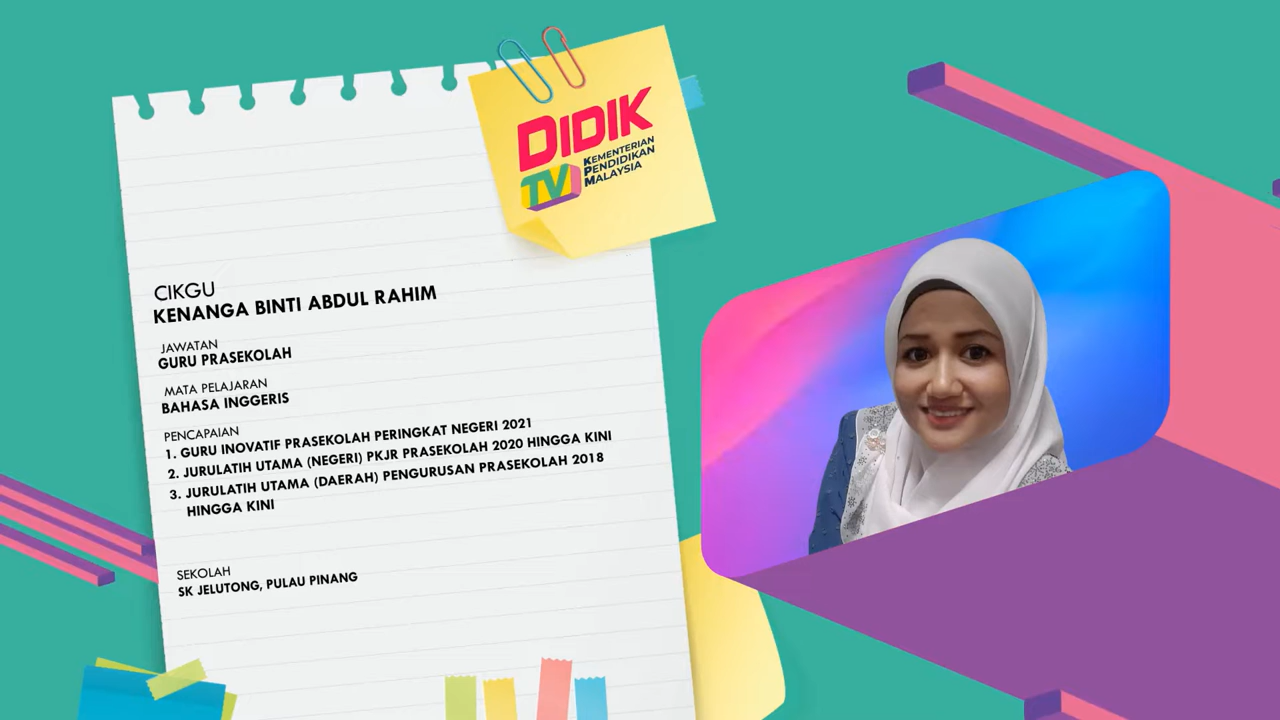 DIDIK
TV
KEMENTERIAN
PENDIDIKAN
MALAYSIA
CIKGU
KENANGA BINTI ABDUL RAHIM
JAWATAN
GURU PRASEKOLAH
MATA PELAJARAN
BAHASA INGGERIS
PENCAPAIAN
1. GURU INOVATIF PRASEKOLAH PERINGKAT NEGERI 2021
2. JURULATIH UTAMA (NEGERI) PKJR PRASEKOLAH 2020 HINGGA KINI
3. JURULATIH UTAMA (DAERAH) PENGURUSAN PRASEKOLAH 2018
HINGGA KINI
SEKOLAH
SK JELUTONG, PULAU PINANG